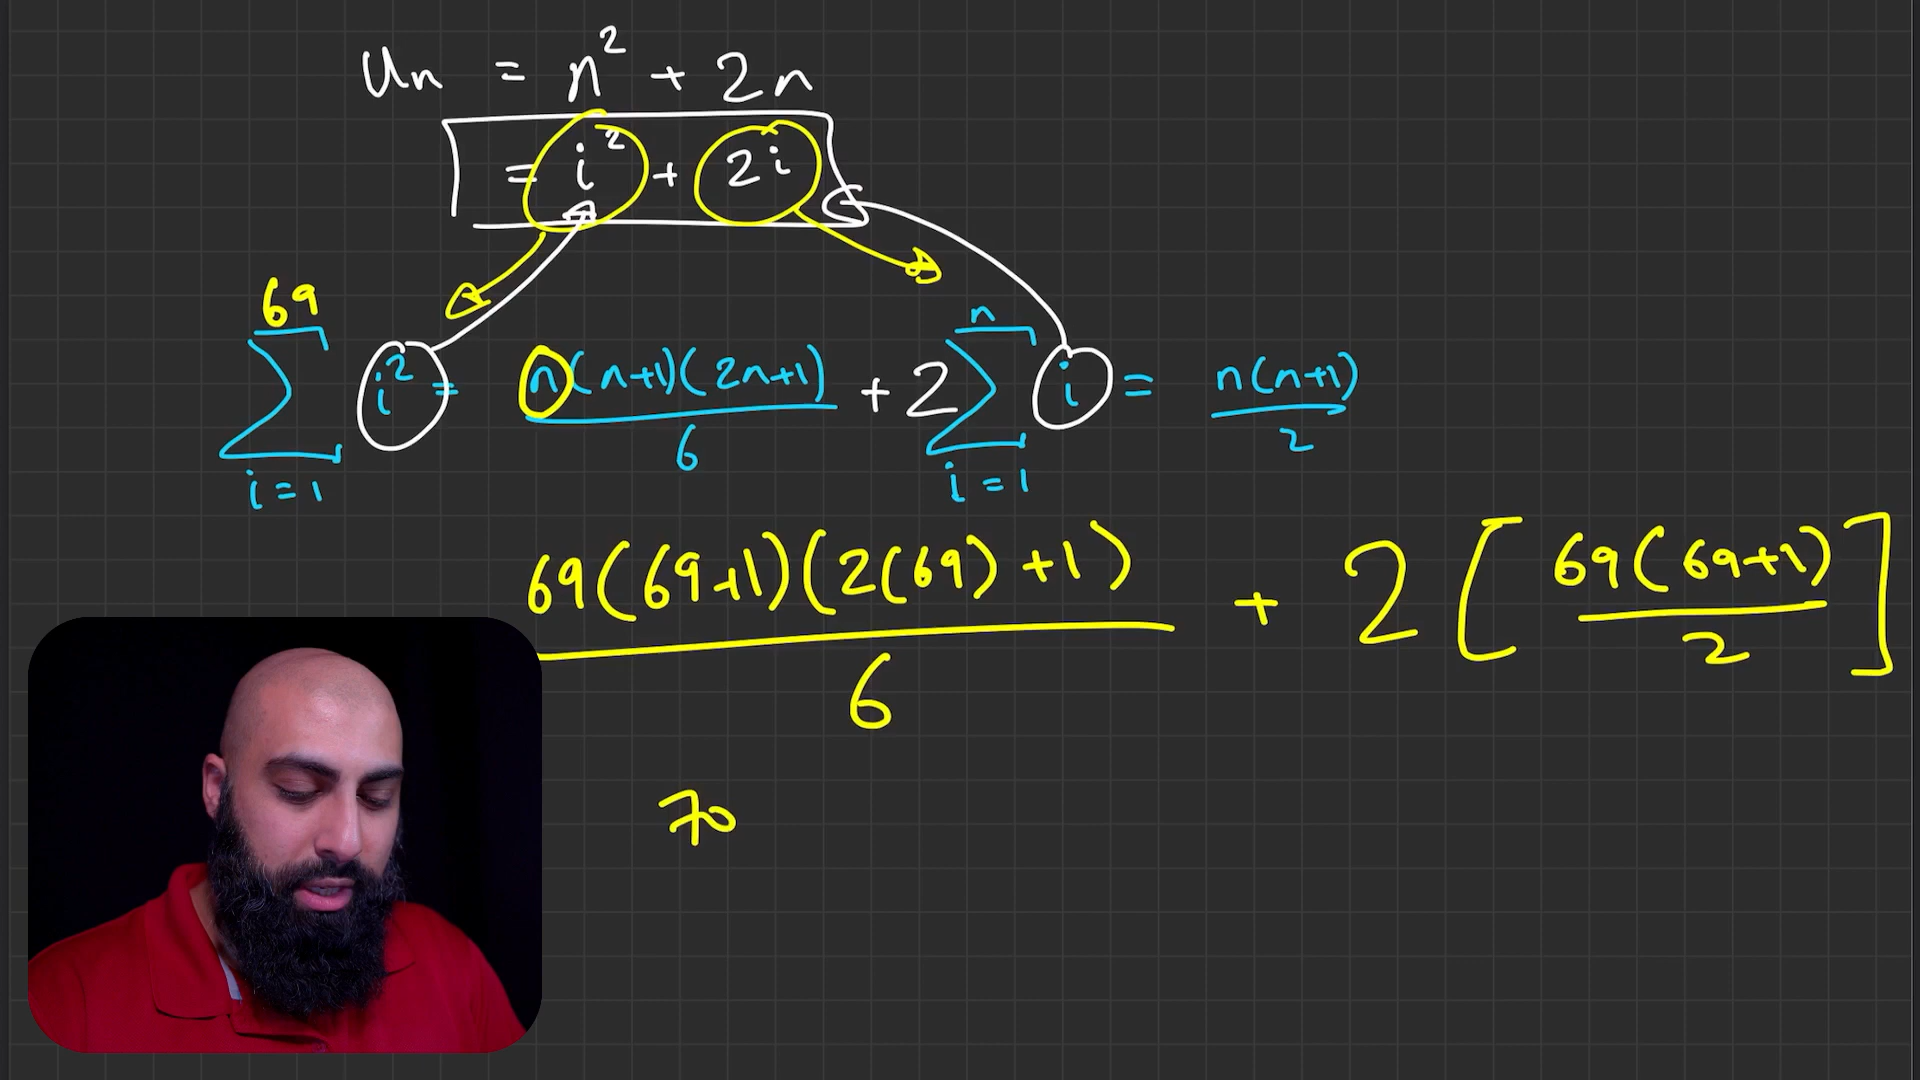 Un = n² + 2n
= i² + 2i
69 ∑ i=1 i² = n(n+1)(2n+1) / 6 + 2 n ∑ i=1 i = n(n+1) / 2
69(69+1)(2(69)+1) / 6 + 2 [ 69(69+1) / 2 ]
70